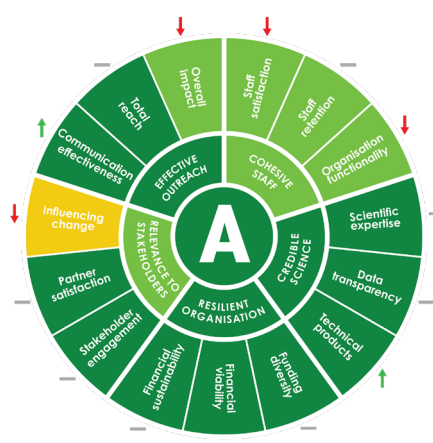 Overall
impact
Staff
satisfaction
Staff
retention
Organisation
functionality
Scientific
expertise
Data
transparency
Technical
products
Funding
diversity
Financial
viability
Financial
sustainability
Stakeholder
engagement
Partner
satisfaction
Influencing
change
Communication
effectiveness
Total
reach
EFFECTIVE
OUTREACH
COHESIVE
STAFF
CREDIBLE
SCIENCE
RESILIENT
ORGANISATION
RELEVANCE TO
STAKEHOLDERS
A